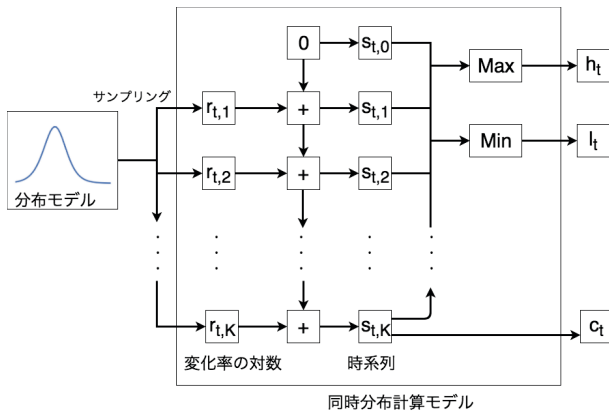 0
s_{t,0}
Max
h_t
サンプリング
r_{t,1}
+
s_{t,1}
Min
l_t
r_{t,2}
+
s_{t,2}
分布モデル
r_{t,K}
+
s_{t,K}
c_t
変化率の対数
時系列
同時分布計算モデル